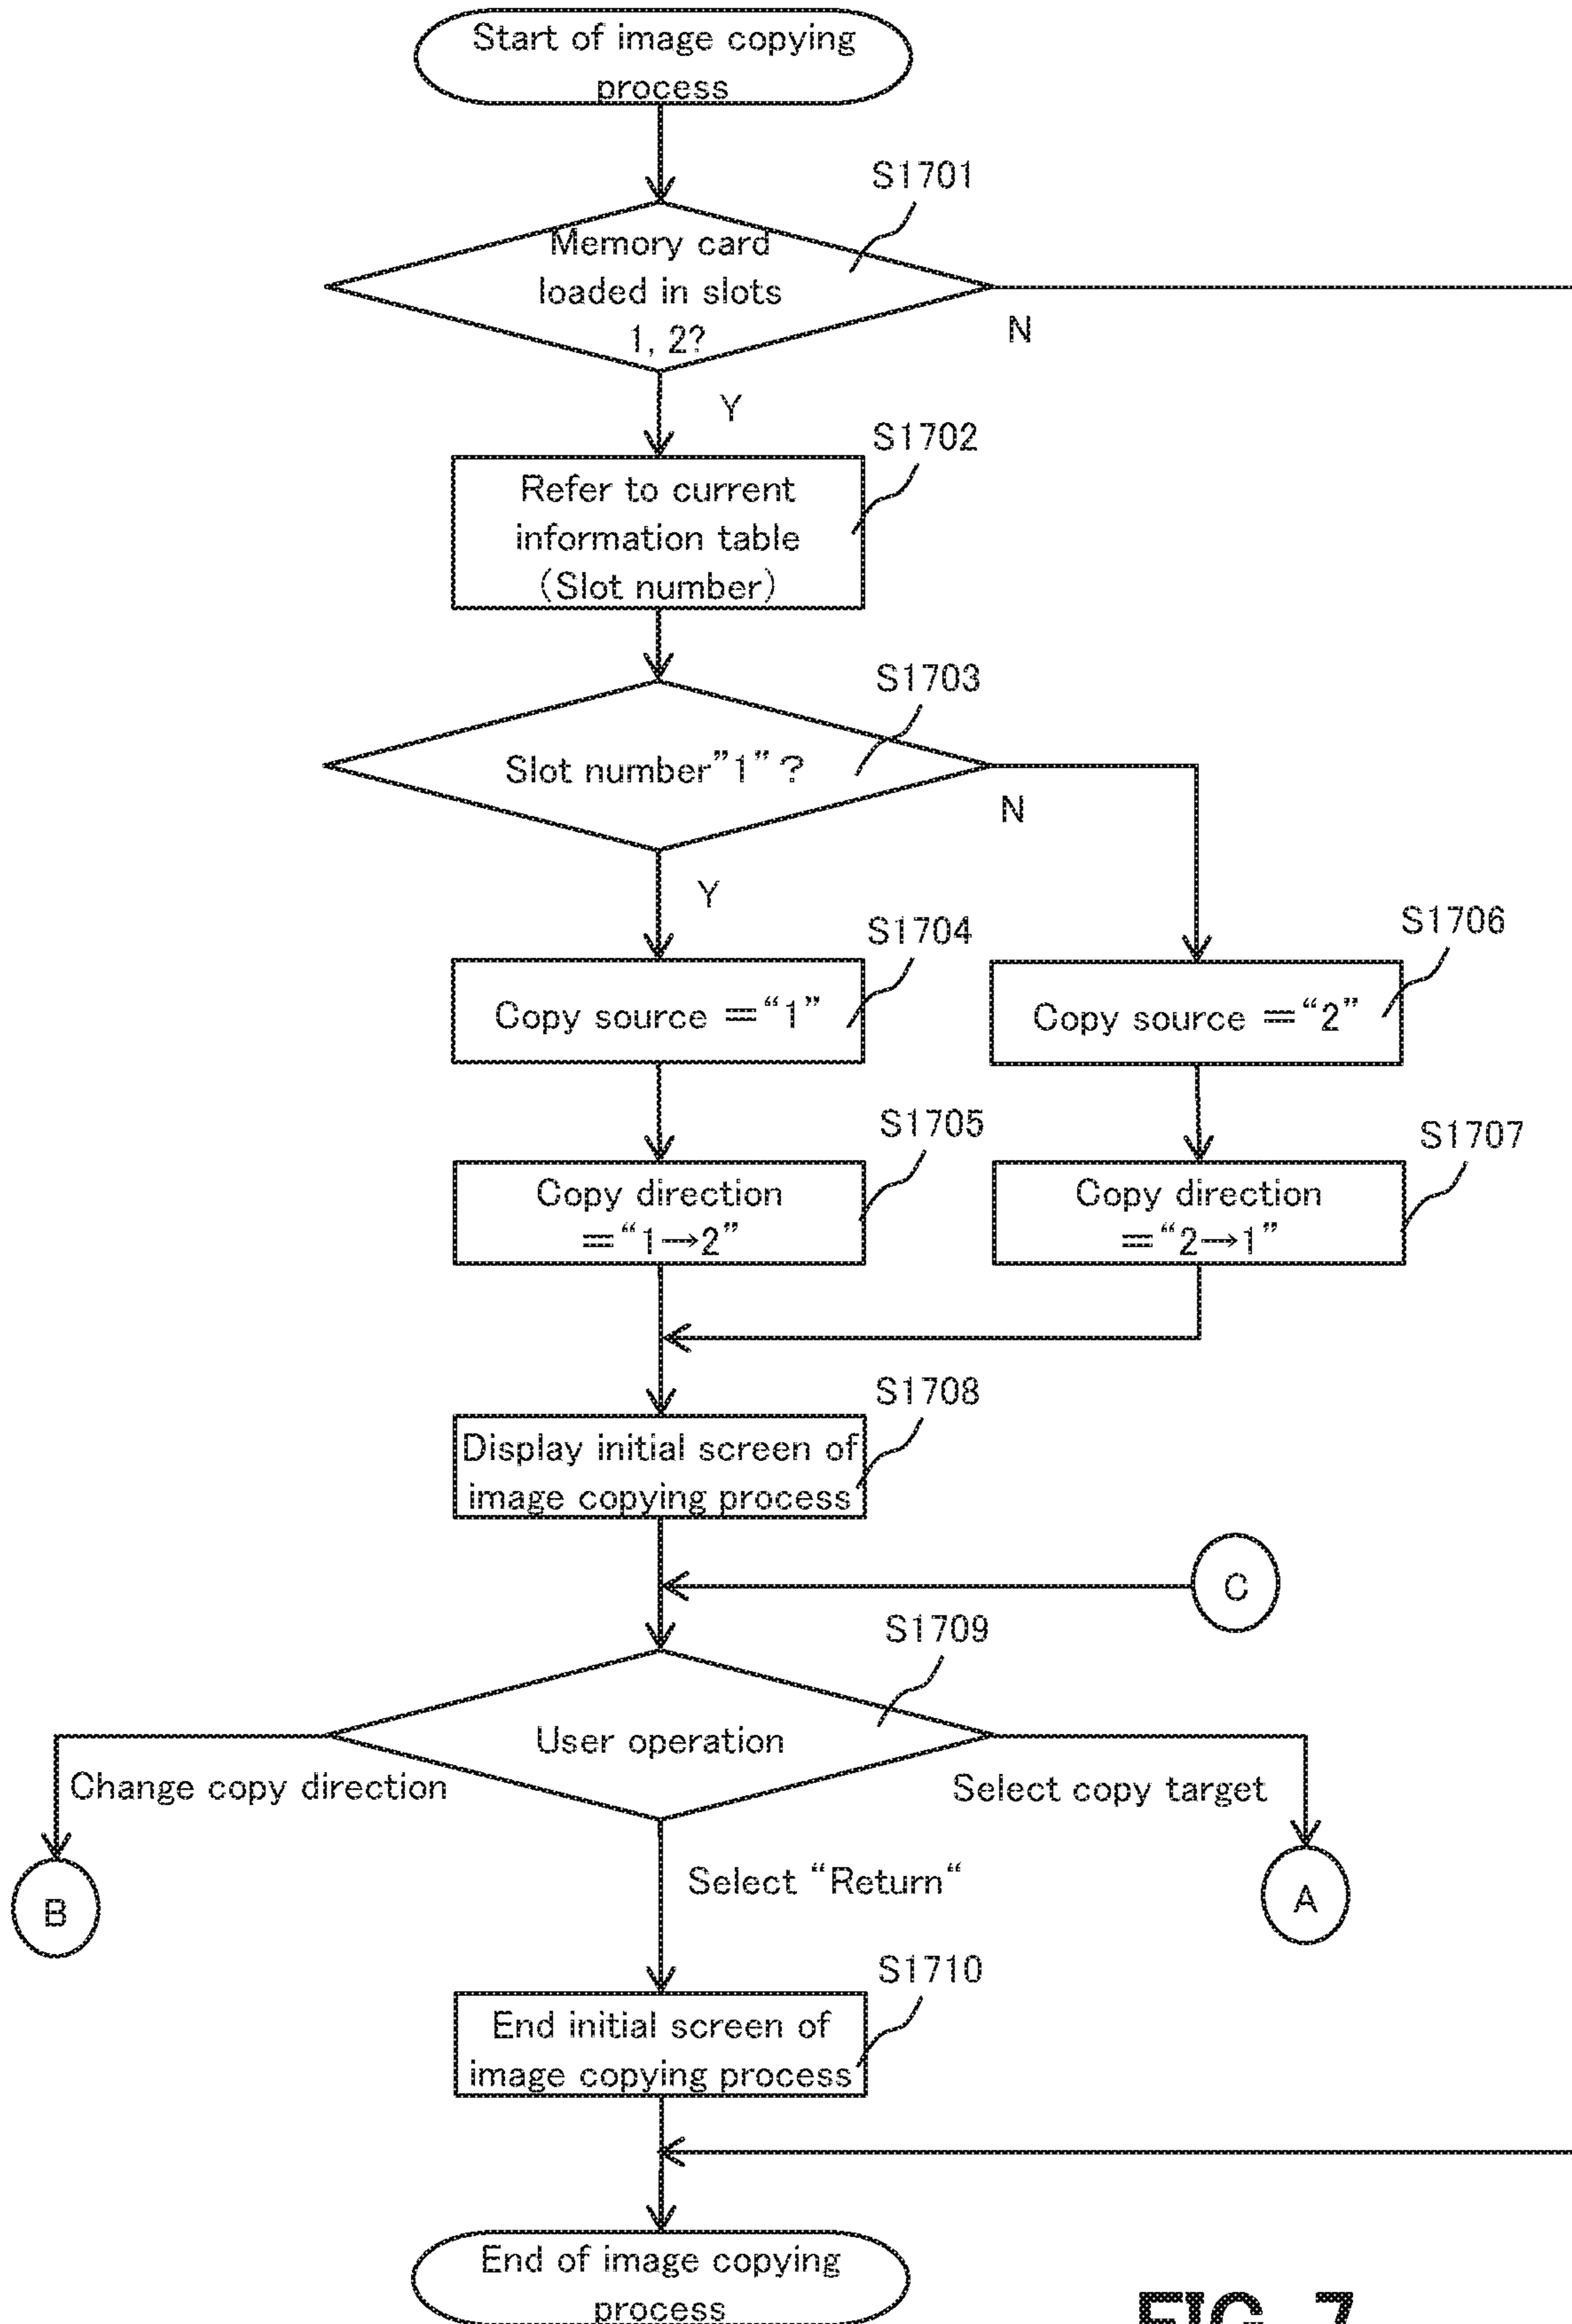 Start of image copying
process
S1701
Memory card
loaded in slots
1, 2?
N
Y
S1702
Refer to current
information table
(Slot number)
S1703
Slot number”1”?
N
Y
S1704
Copy source ＝“1”
S1706
Copy source ＝“2”
S1705
Copy direction
＝“1→2”
S1707
Copy direction
＝“2→1”
S1708
Display initial screen of
image copying process
C
S1709
User operation
Change copy direction
Select copy target
B
Select “Return“
A
S1710
End initial screen of
image copying process
End of image copying
process
FIG. 7